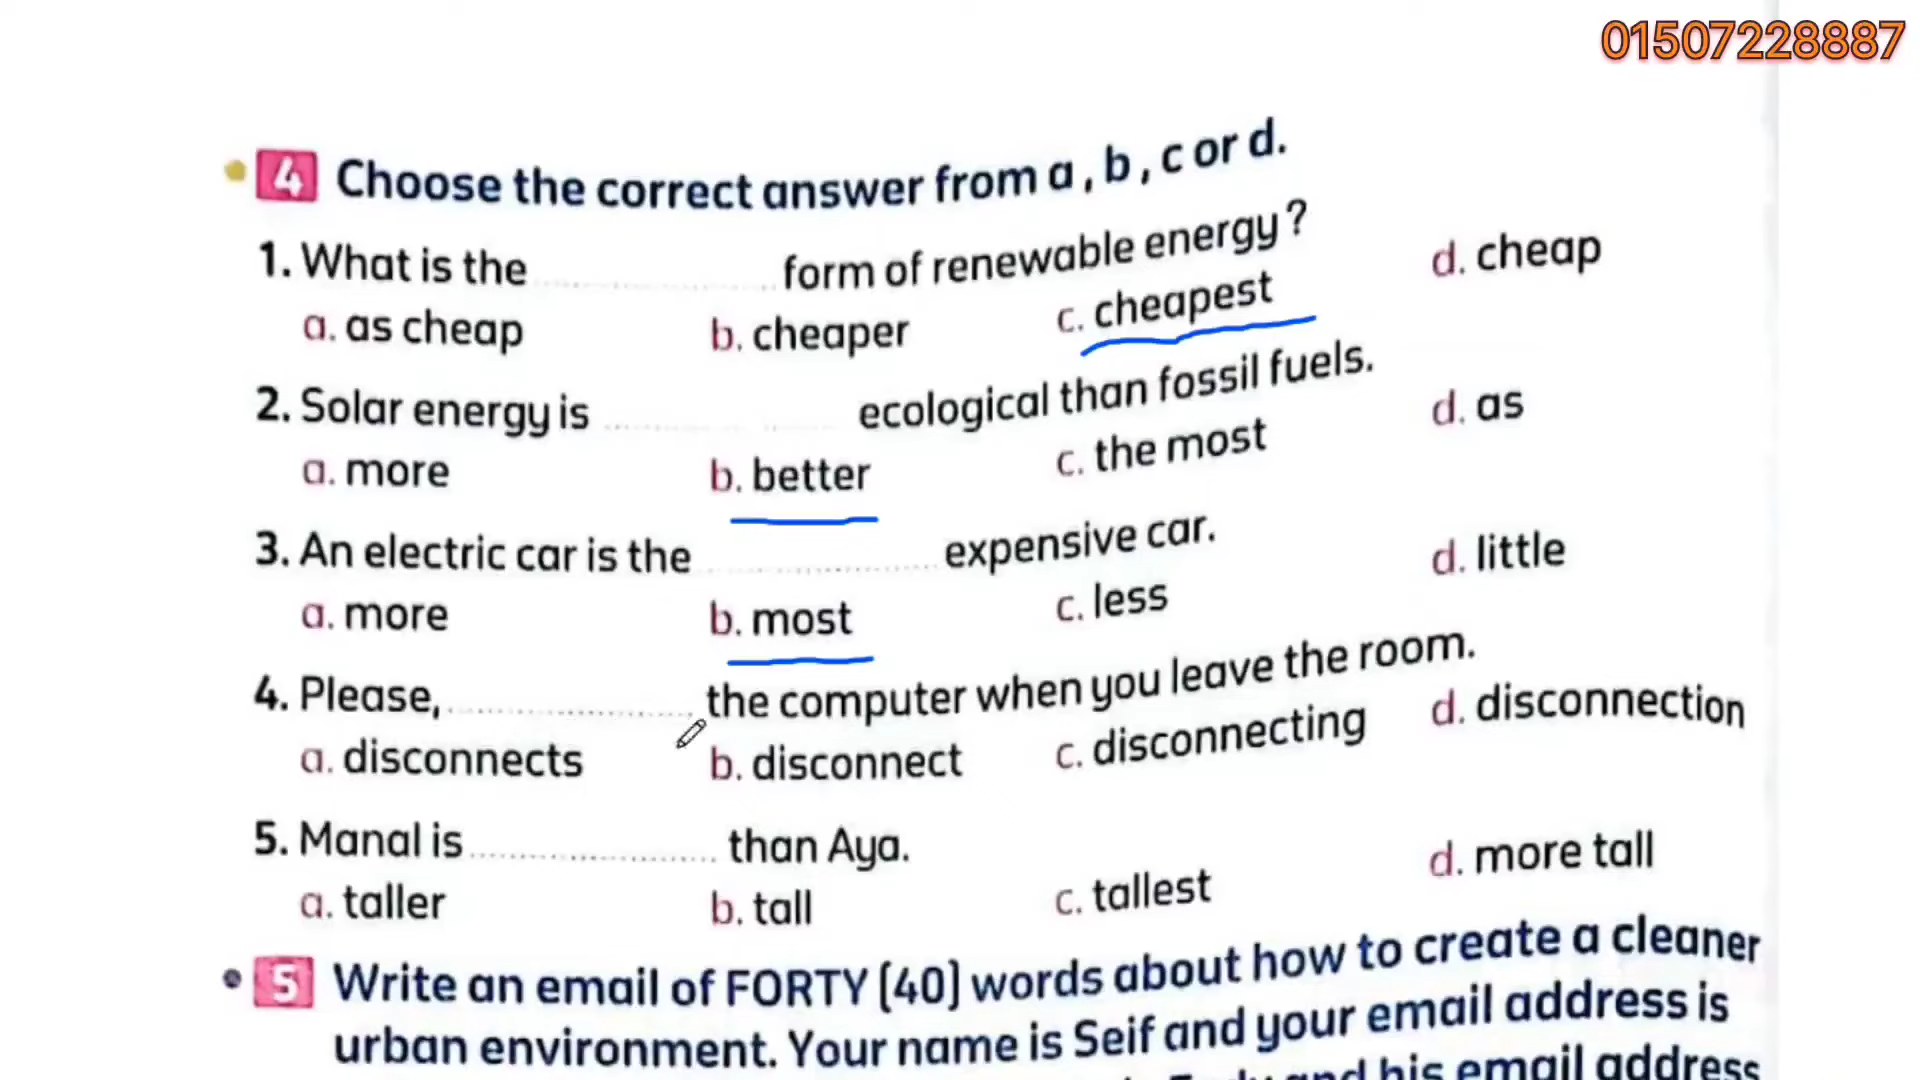 01507228887
4 Choose the correct answer from a, b, c or d.
1. What is the .................... form of renewable energy?
a. as cheap b. cheaper c. cheapest d. cheap
2. Solar energy is .................... ecological than fossil fuels.
a. more b. better c. the most d. as
3. An electric car is the .................... expensive car.
a. more b. most c. less d. little
4. Please, .................... the computer when you leave the room.
a. disconnects b. disconnect c. disconnecting d. disconnection
5. Manal is .................... than Aya.
a. taller b. tall c. tallest d. more tall
5 Write an email of FORTY (40) words about how to create a cleaner
urban environment. Your name is Seif and your email address is
and his email address